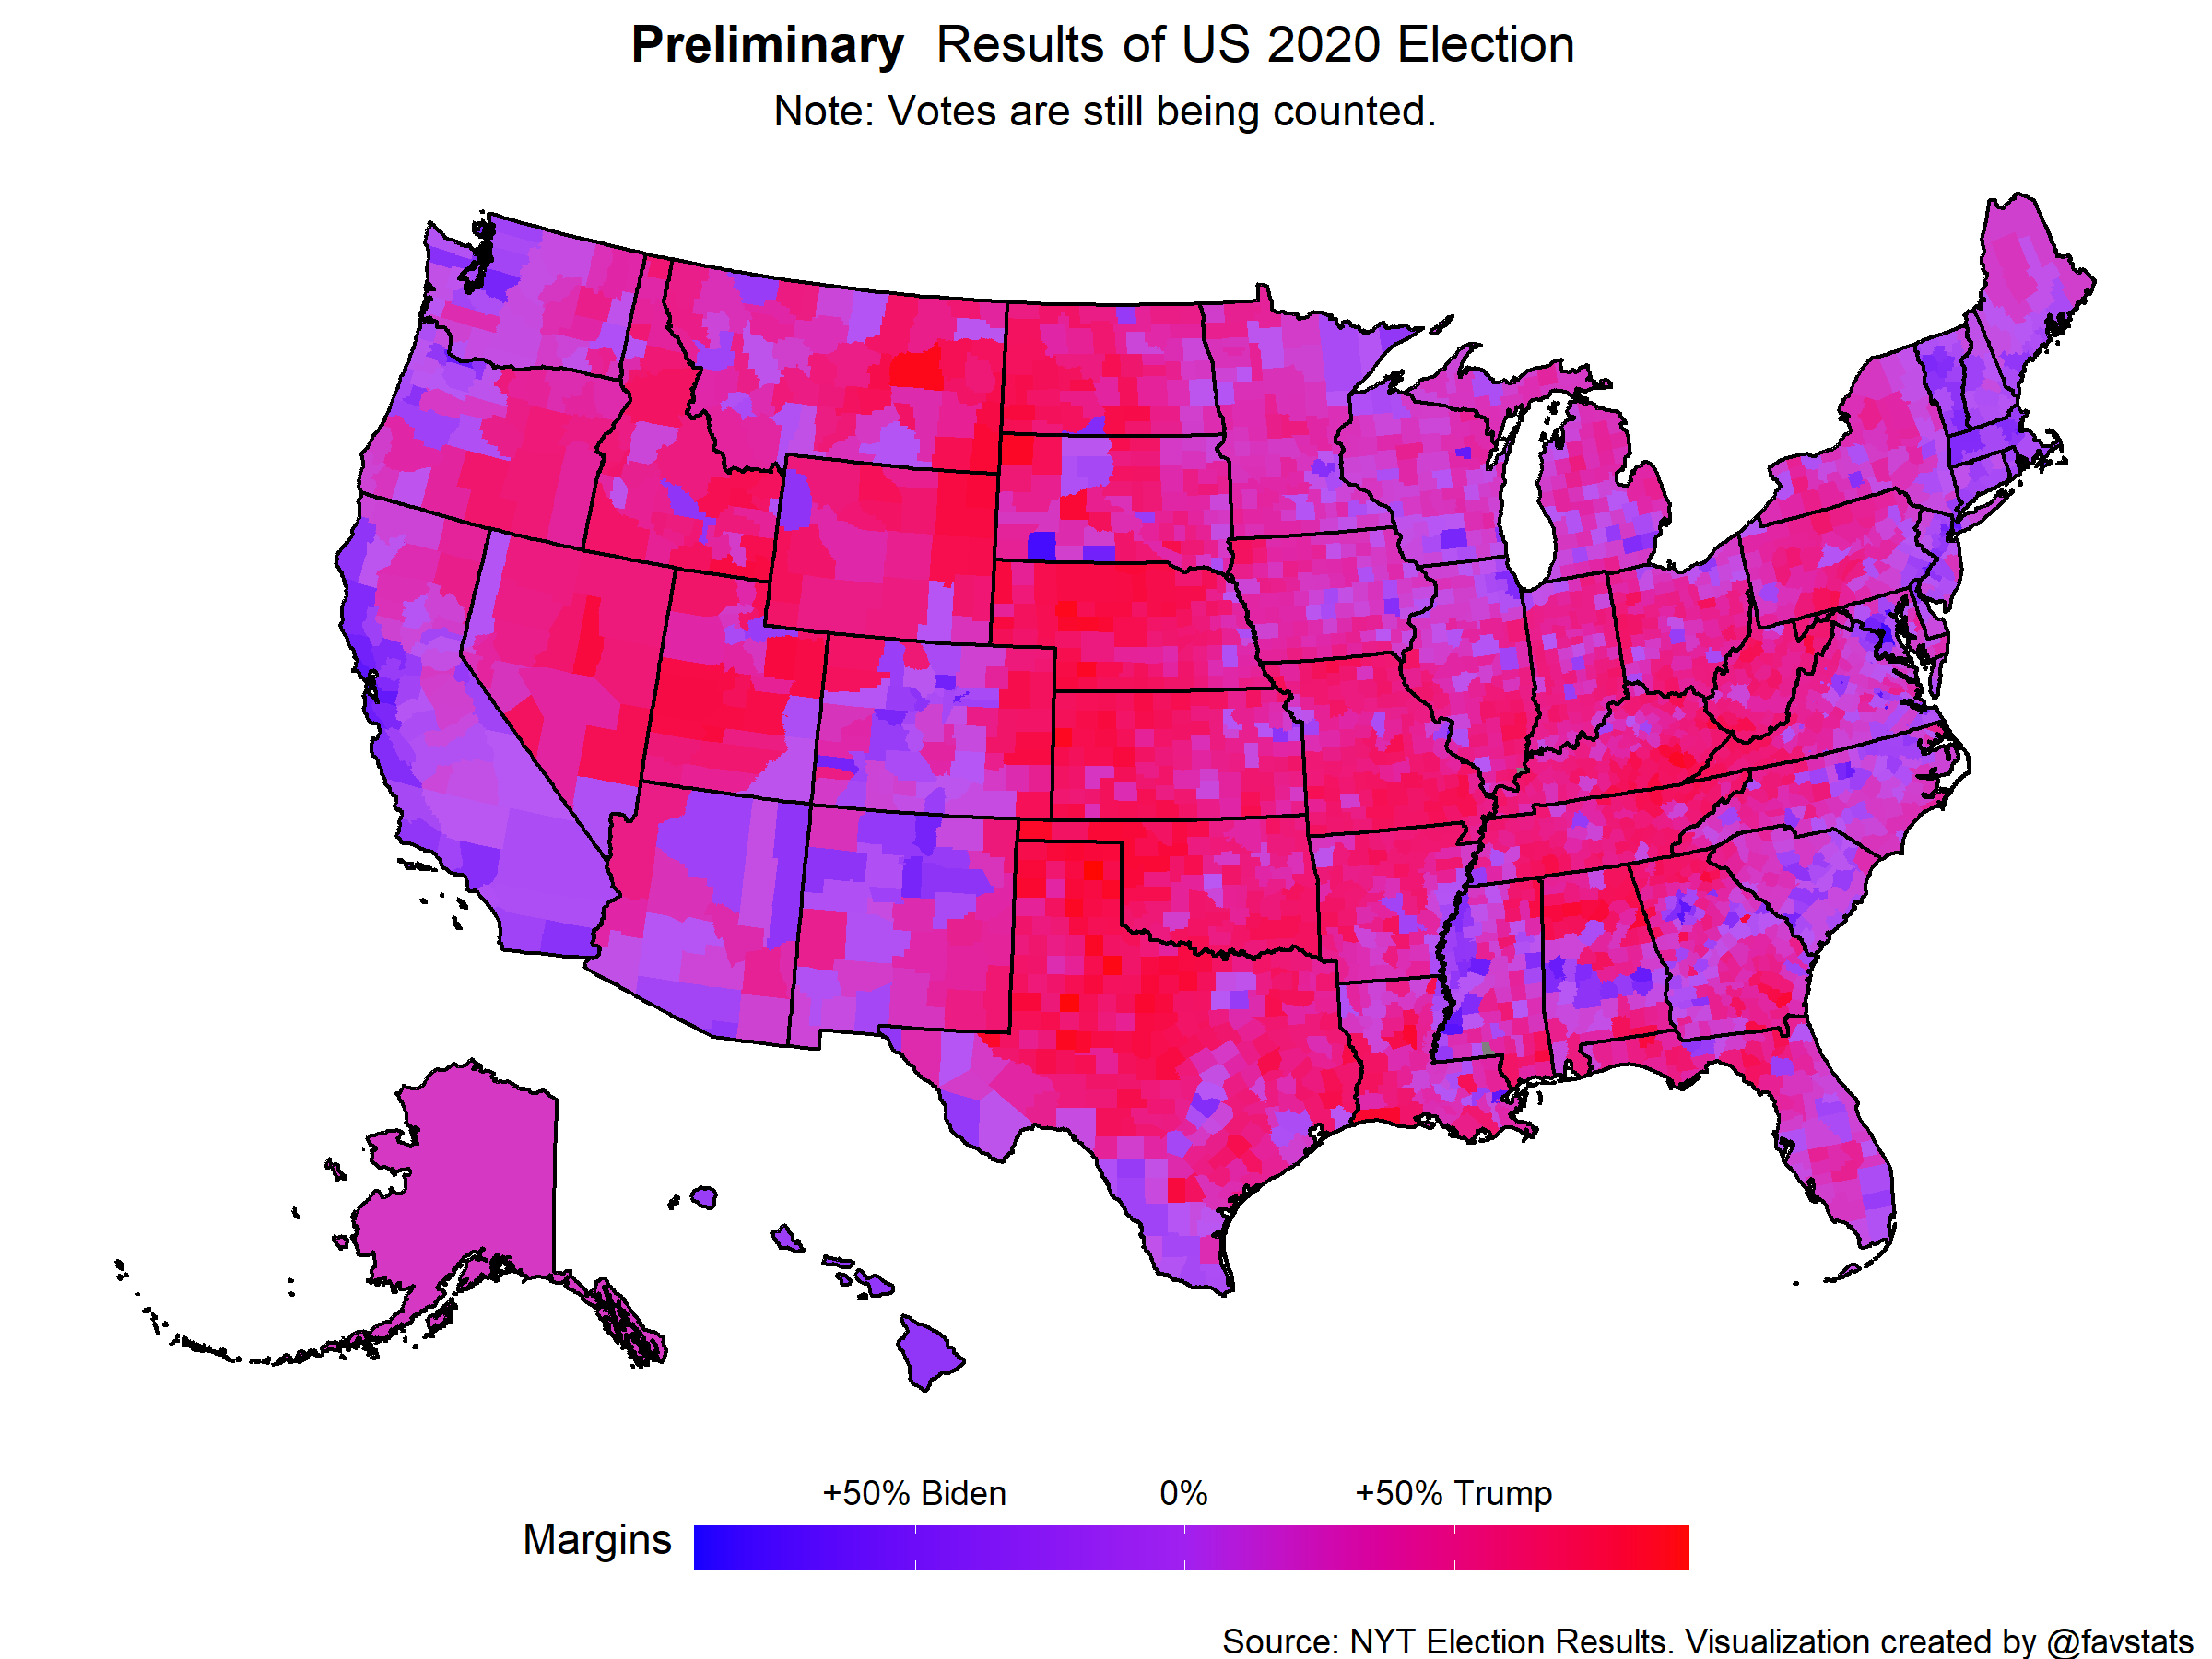 Preliminary Results of US 2020 Election
Note: Votes are still being counted.
+50% Biden 0% +50% Trump
Margins
Source: NYT Election Results. Visualization created by @favstats